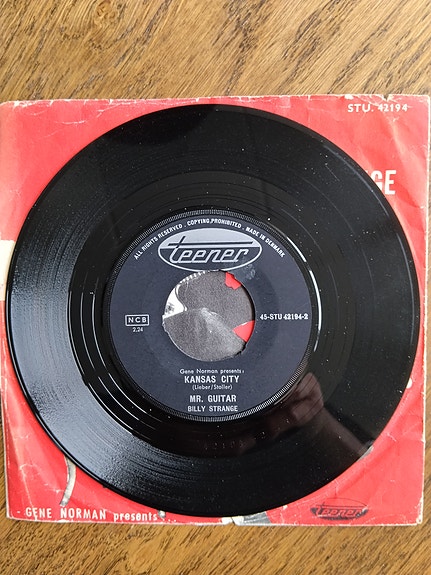 STU. 42194
GE
ALL RIGHTS RESERVED . COPYING PROHIBITED . MADE IN DENMARK
Teener
NCB
2.24
45-STU 42194-2
Gene Norman presents:
KANSAS CITY
(Lieber/Staller)
MR. GUITAR
BILLY STRANGE
GENE NORMAN presents
Teener